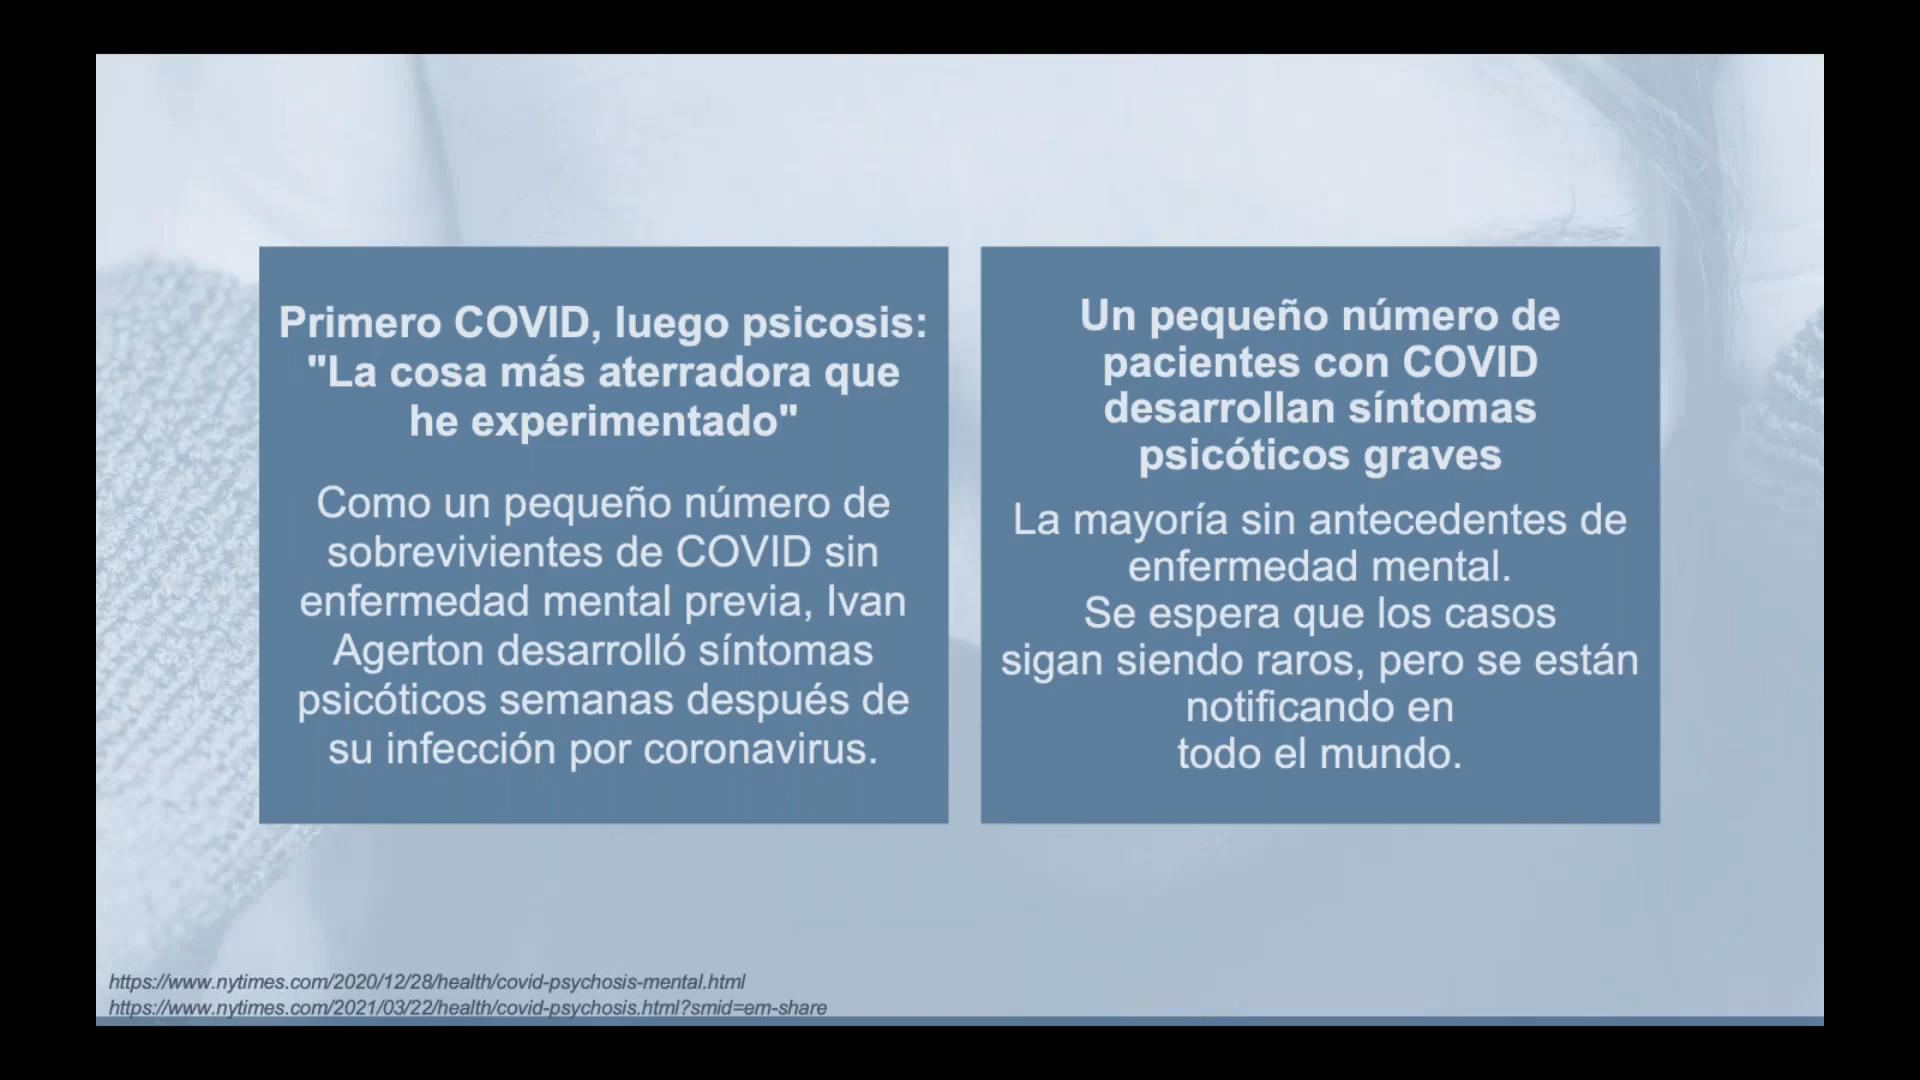 Primero COVID, luego psicosis:
"La cosa más aterradora que
he experimentado"
Como un pequeño número de
sobrevivientes de COVID sin
enfermedad mental previa, Ivan
Agerton desarrolló síntomas
psicóticos semanas después de
su infección por coronavirus.
Un pequeño número de
pacientes con COVID
desarrollan síntomas
psicóticos graves
La mayoría sin antecedentes de
enfermedad mental.
Se espera que los casos
sigan siendo raros, pero se están
notificando en
todo el mundo.
https://www.nytimes.com/2020/12/28/health/covid-psychosis-mental.html
https://www.nytimes.com/2021/03/22/health/covid-psychosis.html?smid=em-share